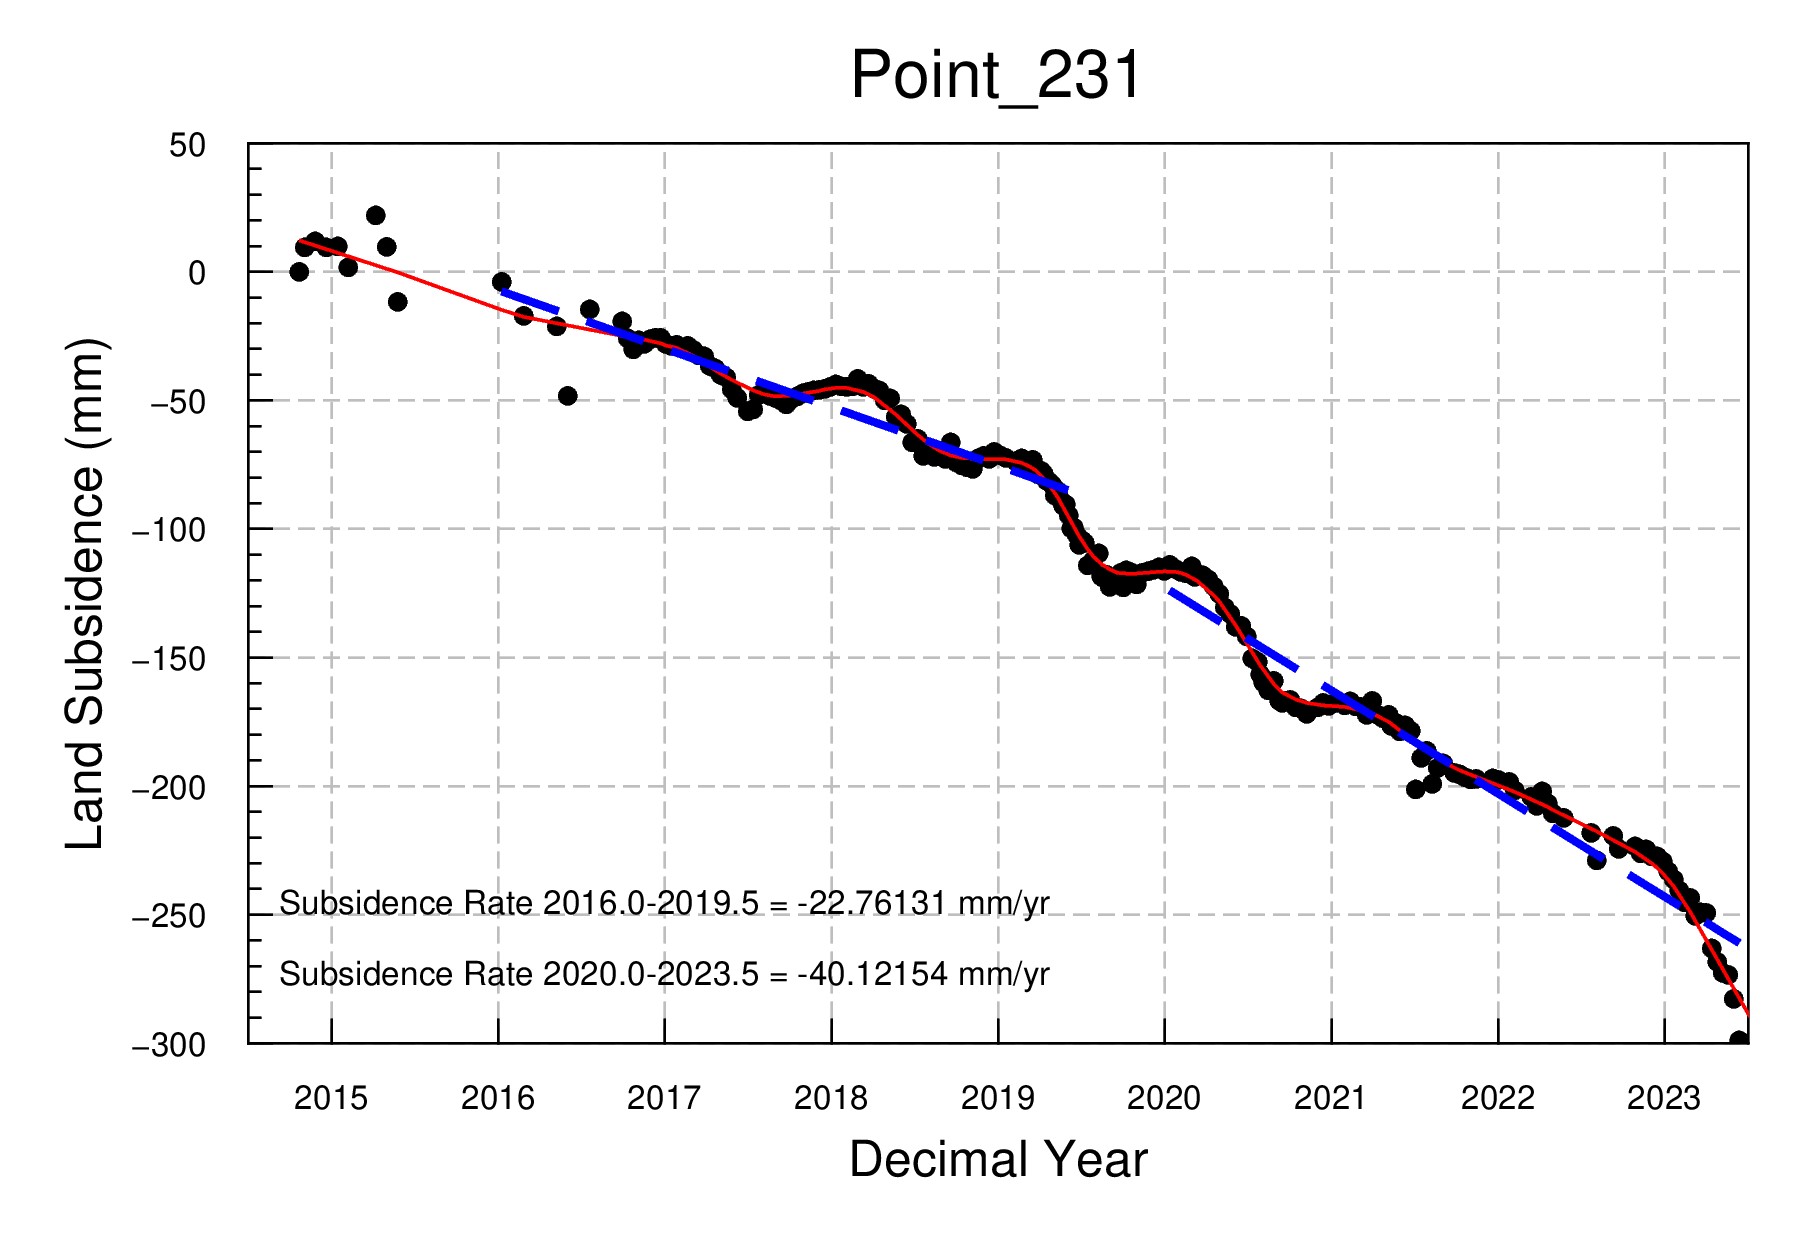 Point_231
50
0
−50
−100
−150
−200
−250
−300
Land Subsidence (mm)
Subsidence Rate 2016.0-2019.5 = -22.76131 mm/yr
Subsidence Rate 2020.0-2023.5 = -40.12154 mm/yr
2015 2016 2017 2018 2019 2020 2021 2022 2023
Decimal Year